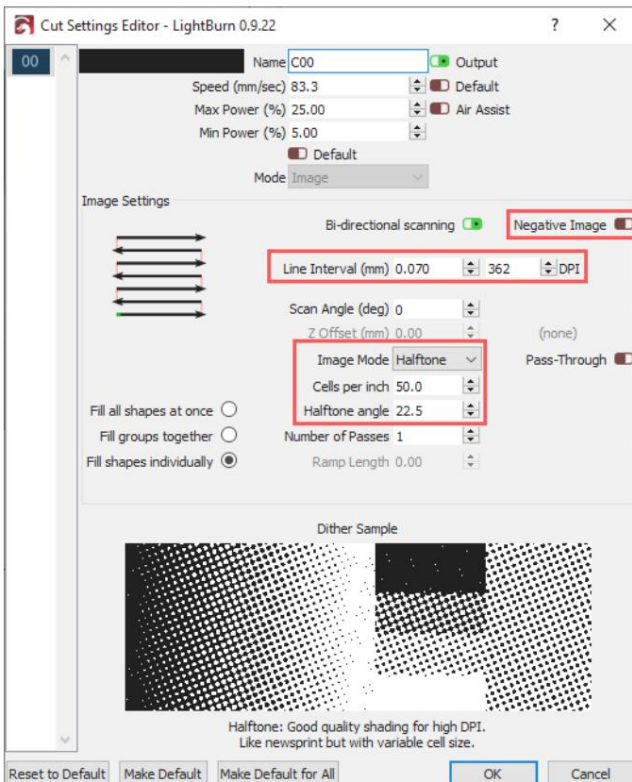 Cut Settings Editor - LightBurn 0.9.22 ? ×
00
Name C00 Output
Speed (mm/sec) 83.3 Default
Max Power (%) 25.00 Air Assist
Min Power (%) 5.00
Default
Mode Image
Image Settings
Bi-directional scanning Negative Image
Line Interval (mm) 0.070 362 DPI
Scan Angle (deg) 0
Z Offset (mm) 0.00 (none)
Image Mode Halftone Pass-Through
Cells per inch 50.0
Fill all shapes at once Halftone angle 22.5
Fill groups together Number of Passes 1
Fill shapes individually Ramp Length 0.00
Dither Sample
Halftone: Good quality shading for high DPI.
Like newsprint but with variable cell size.
Reset to Default Make Default Make Default for All OK Cancel